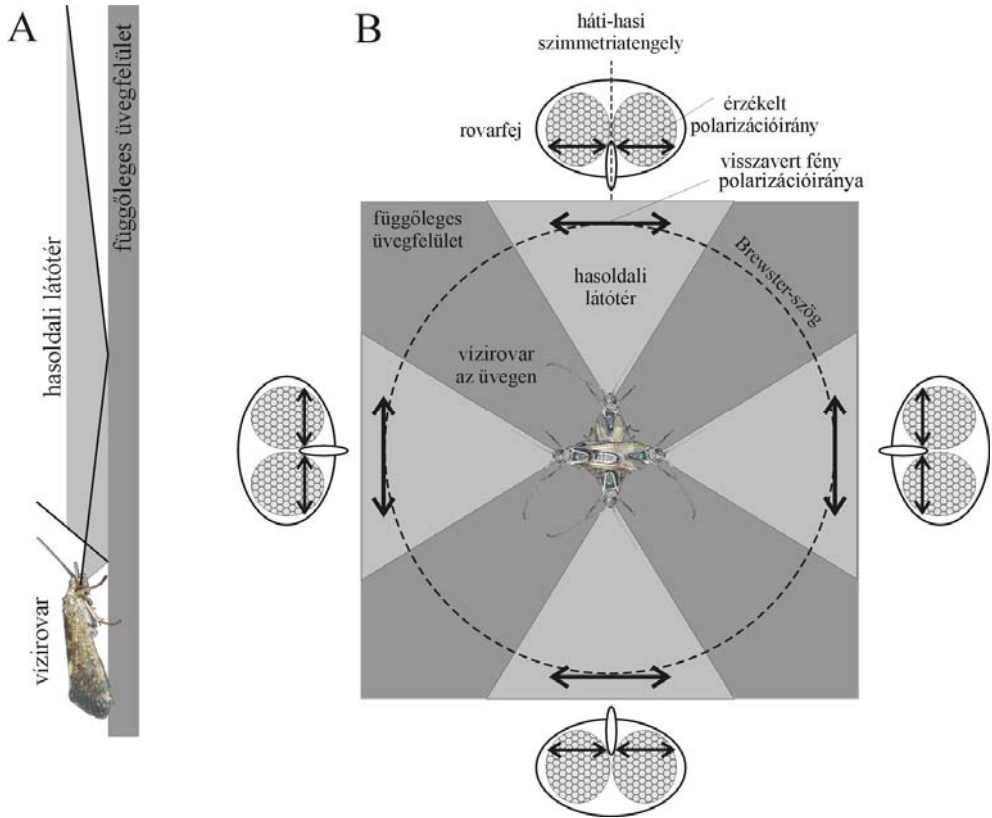 A
hasoldali látótér
függőleges üvegfelület
vízirovar
B
háti-hasi
szimmetriatengely
rovarfej
érzékelt
polarizációirány
visszavert fény
polarizációiránya
függőleges
üvegfelület
hasoldali
látótér
Brewster-szög
vízirovar
az üvegen